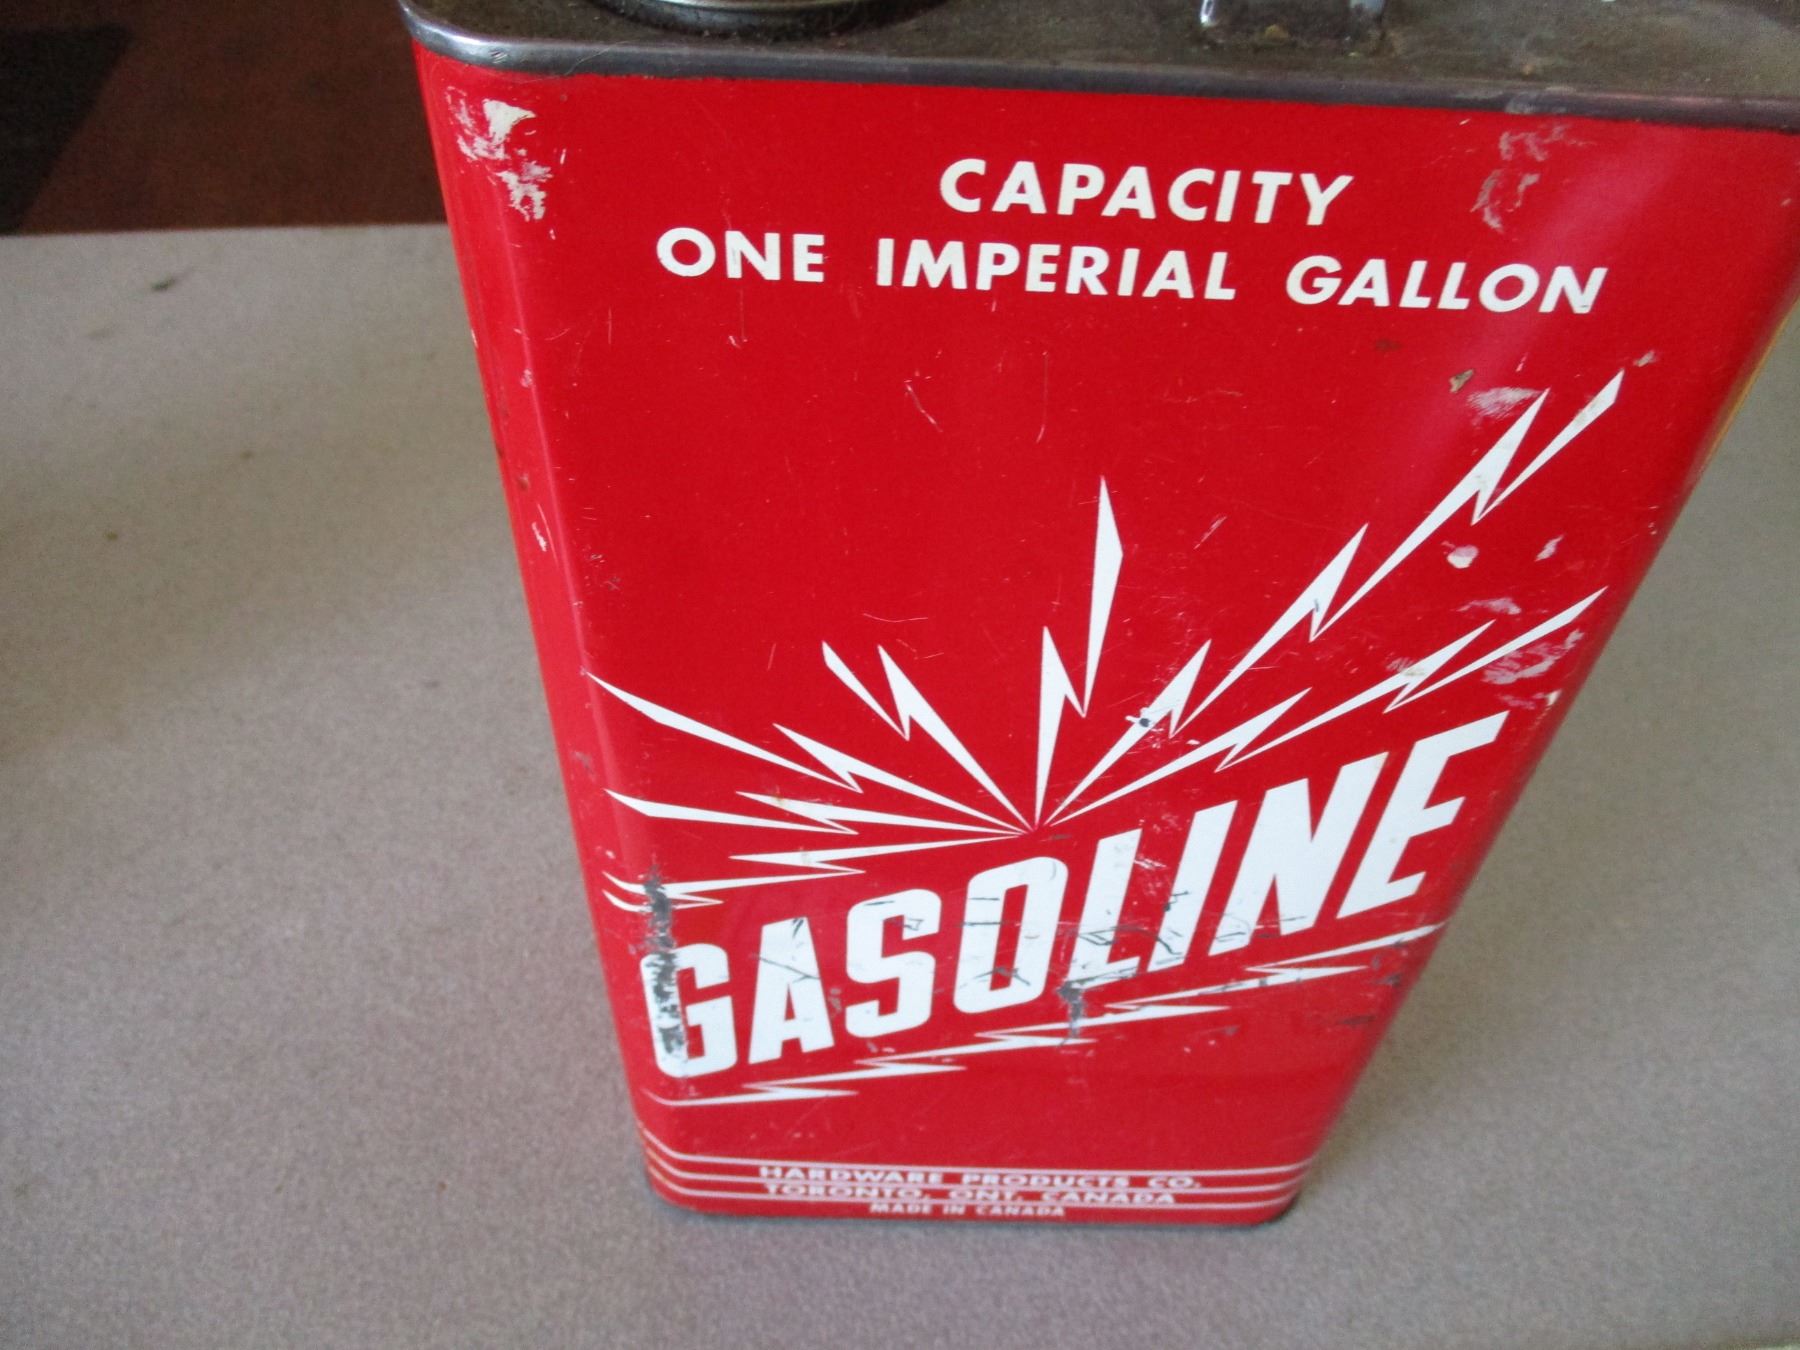 CAPACITY
ONE IMPERIAL GALLON
GASOLINE
HARDWARE PRODUCTS CO.
TORONTO, ONT. CANADA
MADE IN CANADA